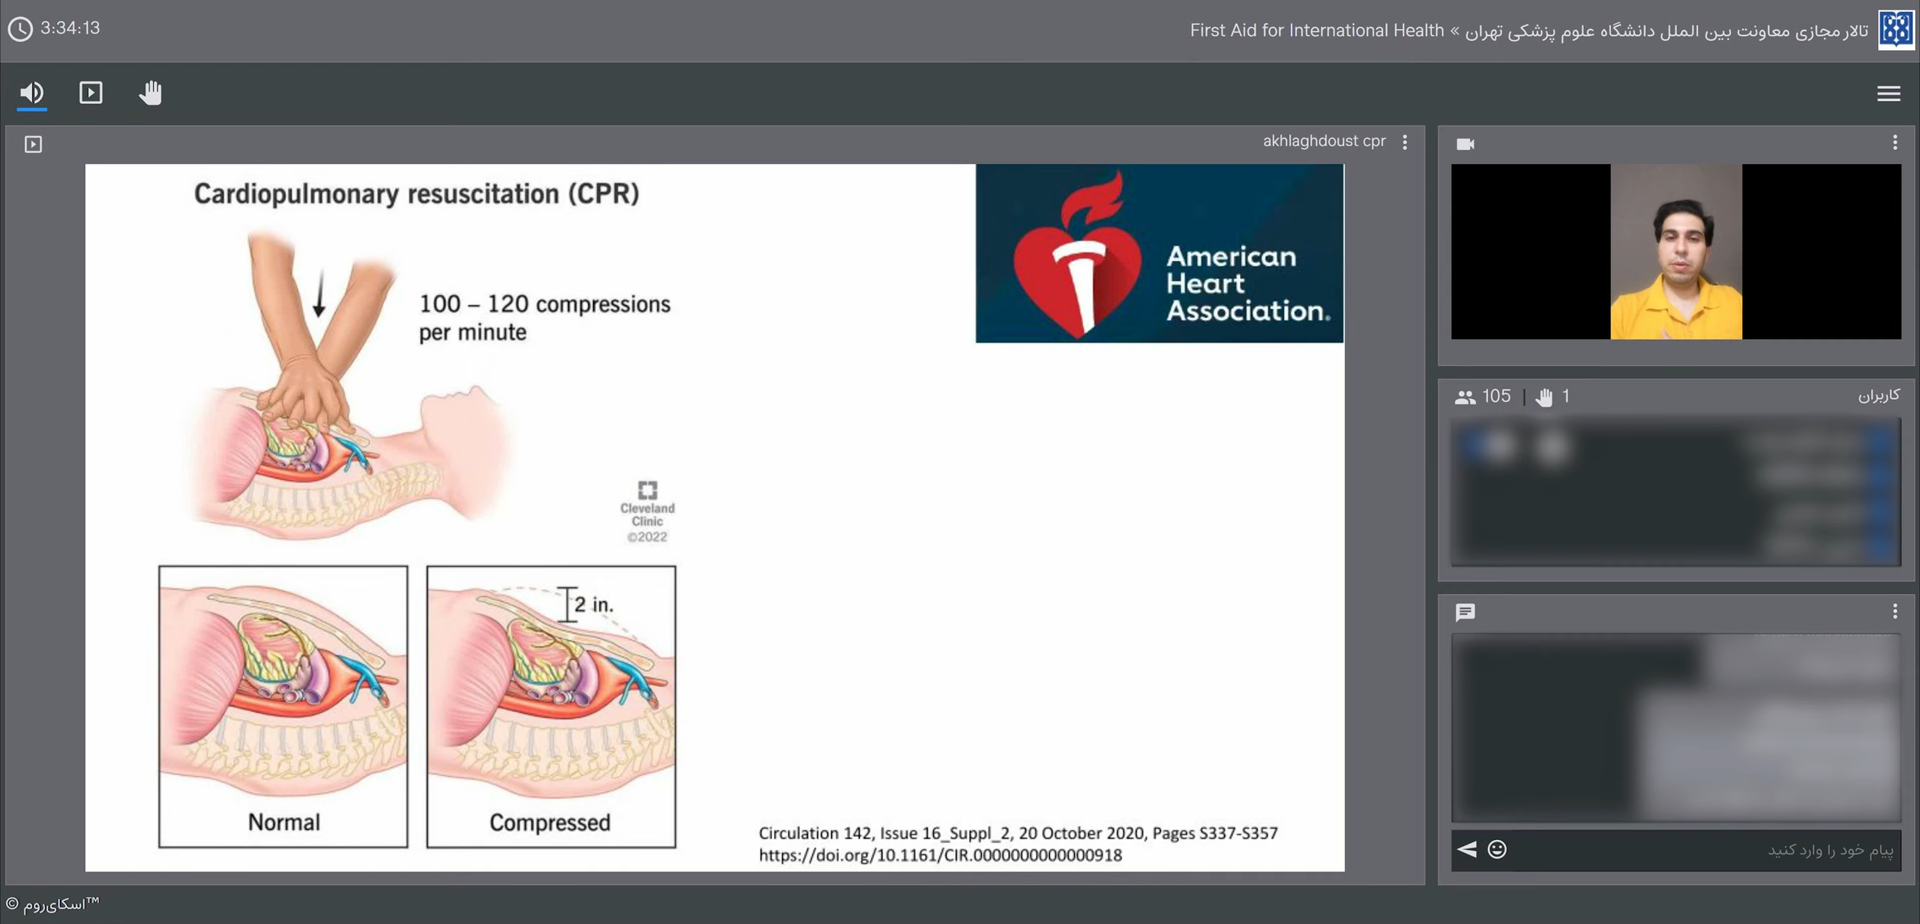 3:34:13
تالار مجازی معاونت بین الملل دانشگاه علوم پزشکی تهران » First Aid for International Health
akhlaghdoust cpr
Cardiopulmonary resuscitation (CPR)
100 – 120 compressions
per minute
American
Heart
Association.
Cleveland
Clinic
©2022
2 in.
Normal
Compressed
Circulation 142, Issue 16_Suppl_2, 20 October 2020, Pages S337-S357
https://doi.org/10.1161/CIR.0000000000000918
105 | 1
کاربران
پیام خود را وارد کنید
© اسکای‌روم™